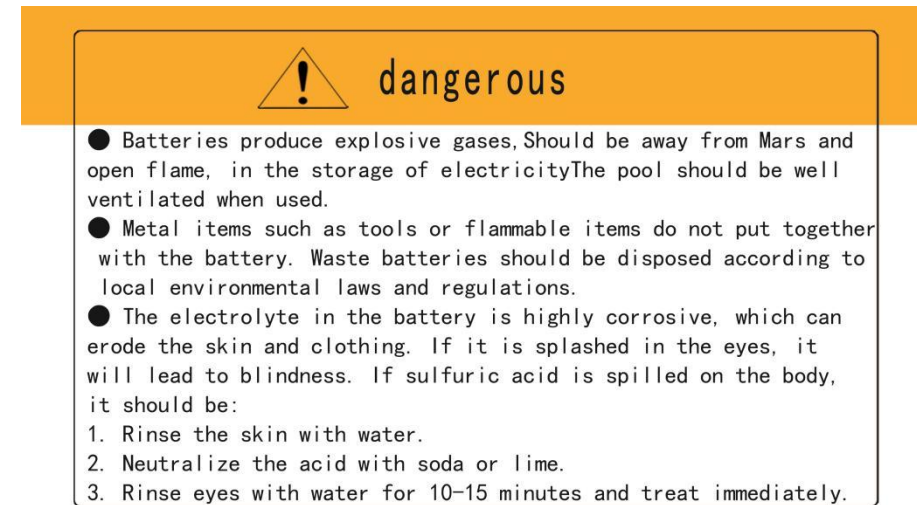 dangerous
● Batteries produce explosive gases,Should be away from Mars and
open flame, in the storage of electricityThe pool should be well
ventilated when used.
● Metal items such as tools or flammable items do not put together
with the battery. Waste batteries should be disposed according to
local environmental laws and regulations.
● The electrolyte in the battery is highly corrosive, which can
erode the skin and clothing. If it is splashed in the eyes, it
will lead to blindness. If sulfuric acid is spilled on the body,
it should be:
1. Rinse the skin with water.
2. Neutralize the acid with soda or lime.
3. Rinse eyes with water for 10-15 minutes and treat immediately.